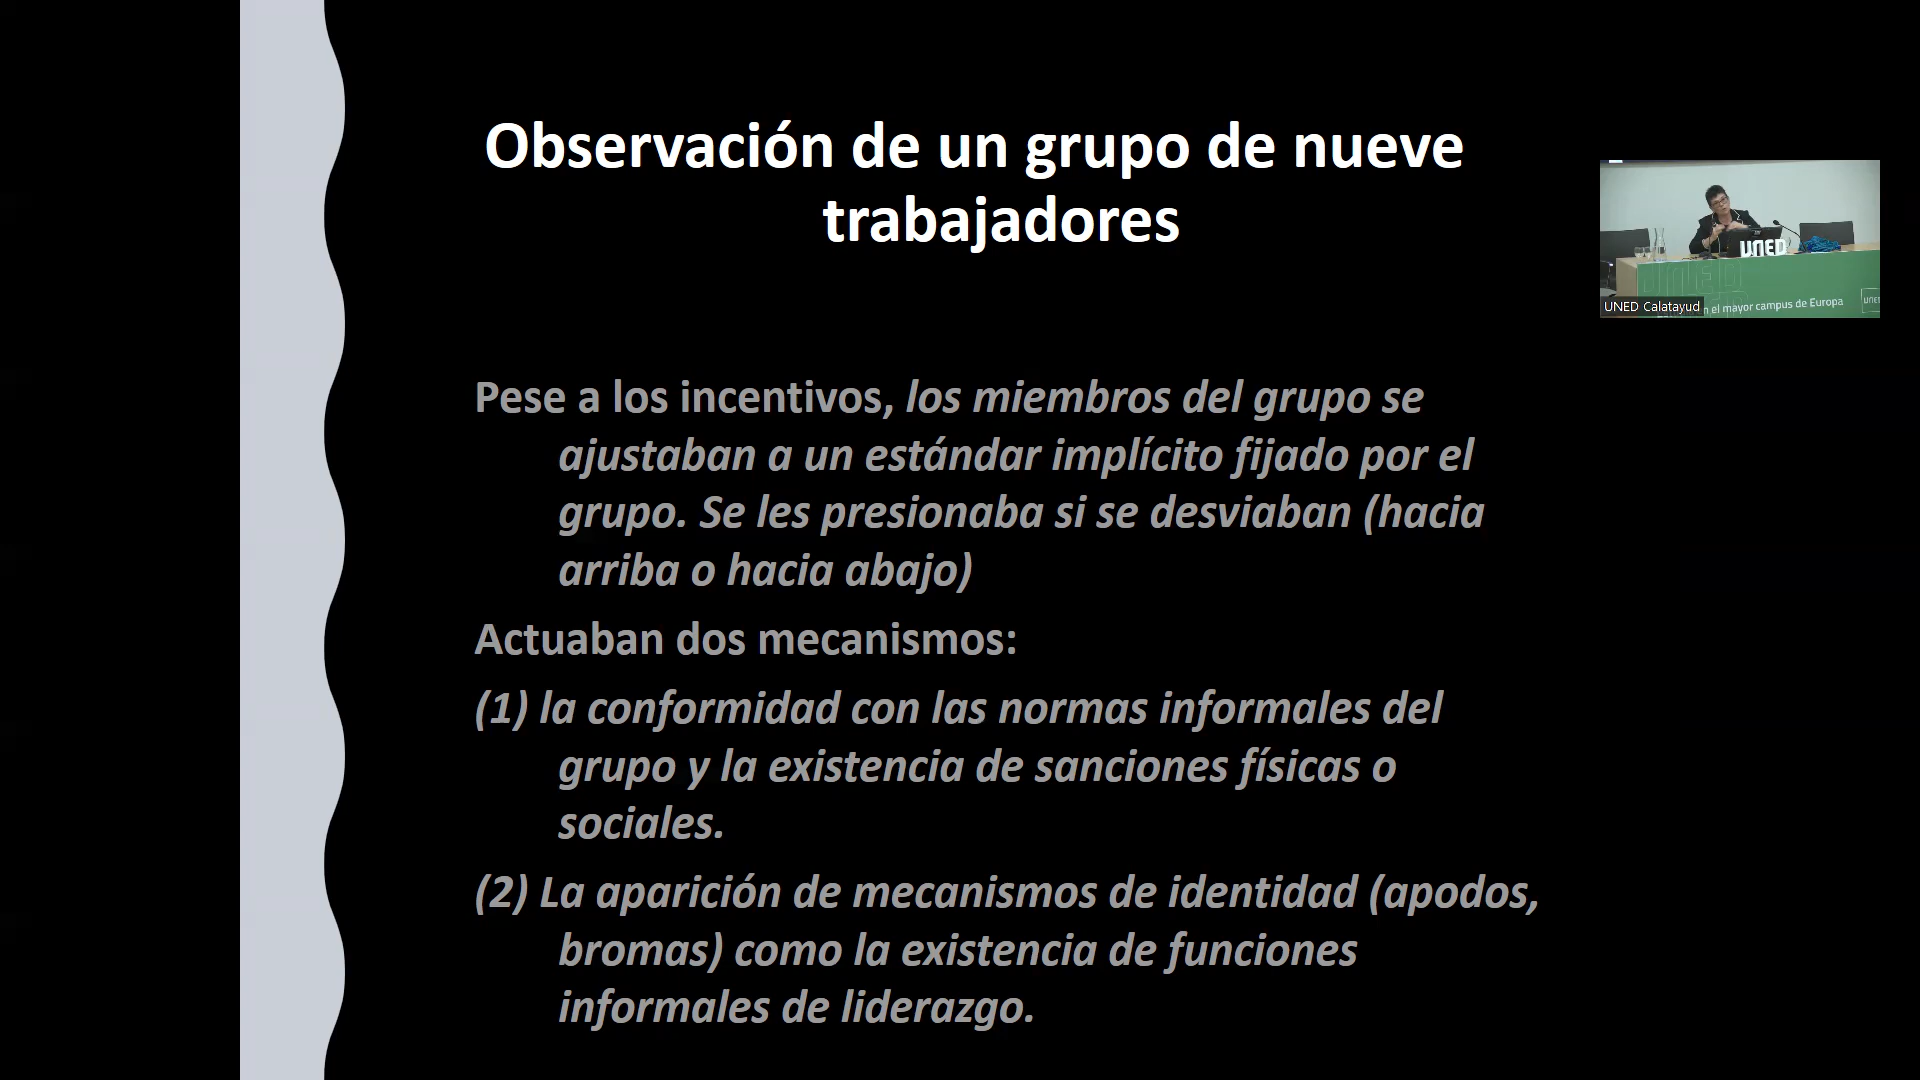 Observación de un grupo de nueve
trabajadores
Pese a los incentivos, los miembros del grupo se
ajustaban a un estándar implícito fijado por el
grupo. Se les presionaba si se desviaban (hacia
arriba o hacia abajo)
Actuaban dos mecanismos:
(1) la conformidad con las normas informales del
grupo y la existencia de sanciones físicas o
sociales.
(2) La aparición de mecanismos de identidad (apodos,
bromas) como la existencia de funciones
informales de liderazgo.
UNED
UNED Calatayud
n el mayor campus de Europa